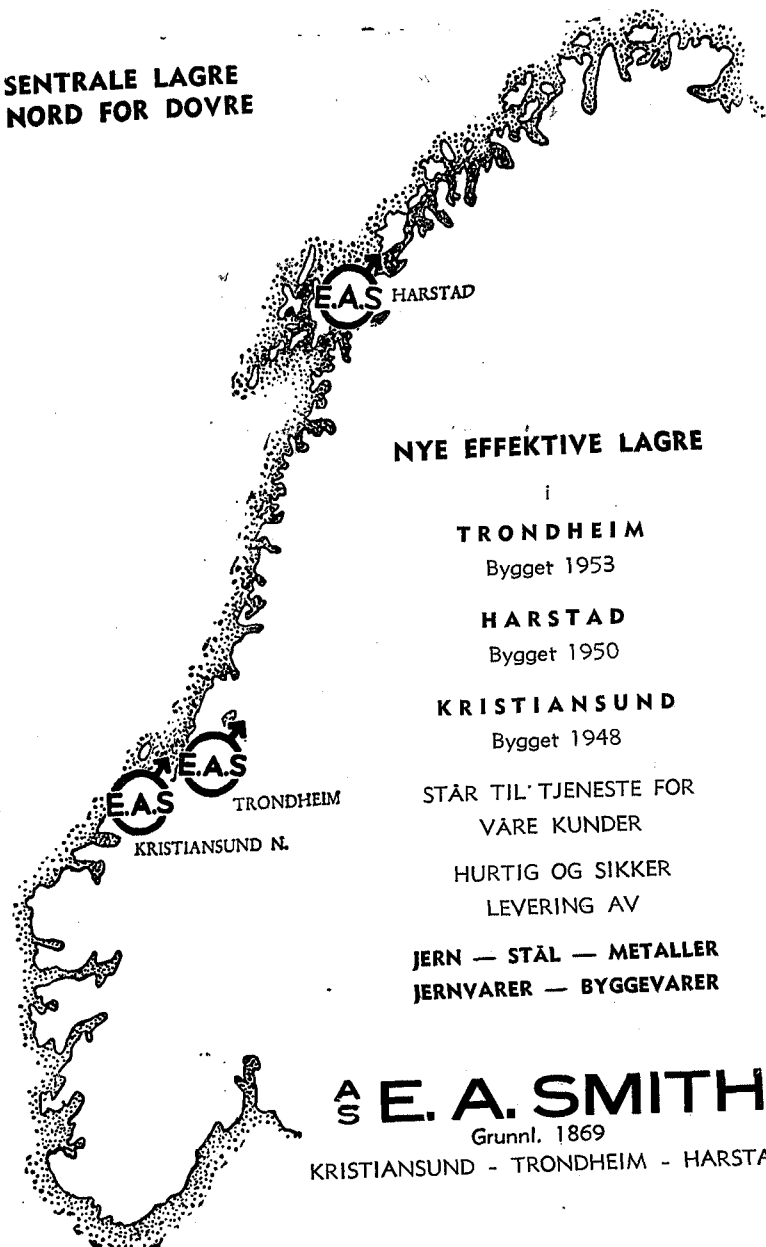 SENTRALE LAGRE
NORD FOR DOVRE
E.A.S
HARSTAD
NYE EFFEKTIVE LAGRE
i
TRONDHEIM
Bygget 1953
HARSTAD
Bygget 1950
KRISTIANSUND
Bygget 1948
E.A.S
TRONDHEIM
E.A.S
KRISTIANSUND N.
STÅR TIL TJENESTE FOR
VÅRE KUNDER
HURTIG OG SIKKER
LEVERING AV
JERN — STÅL — METALLER
JERNVARER — BYGGEVARER
A/S E. A. SMITH
Grunnl. 1869
KRISTIANSUND - TRONDHEIM - HARSTA